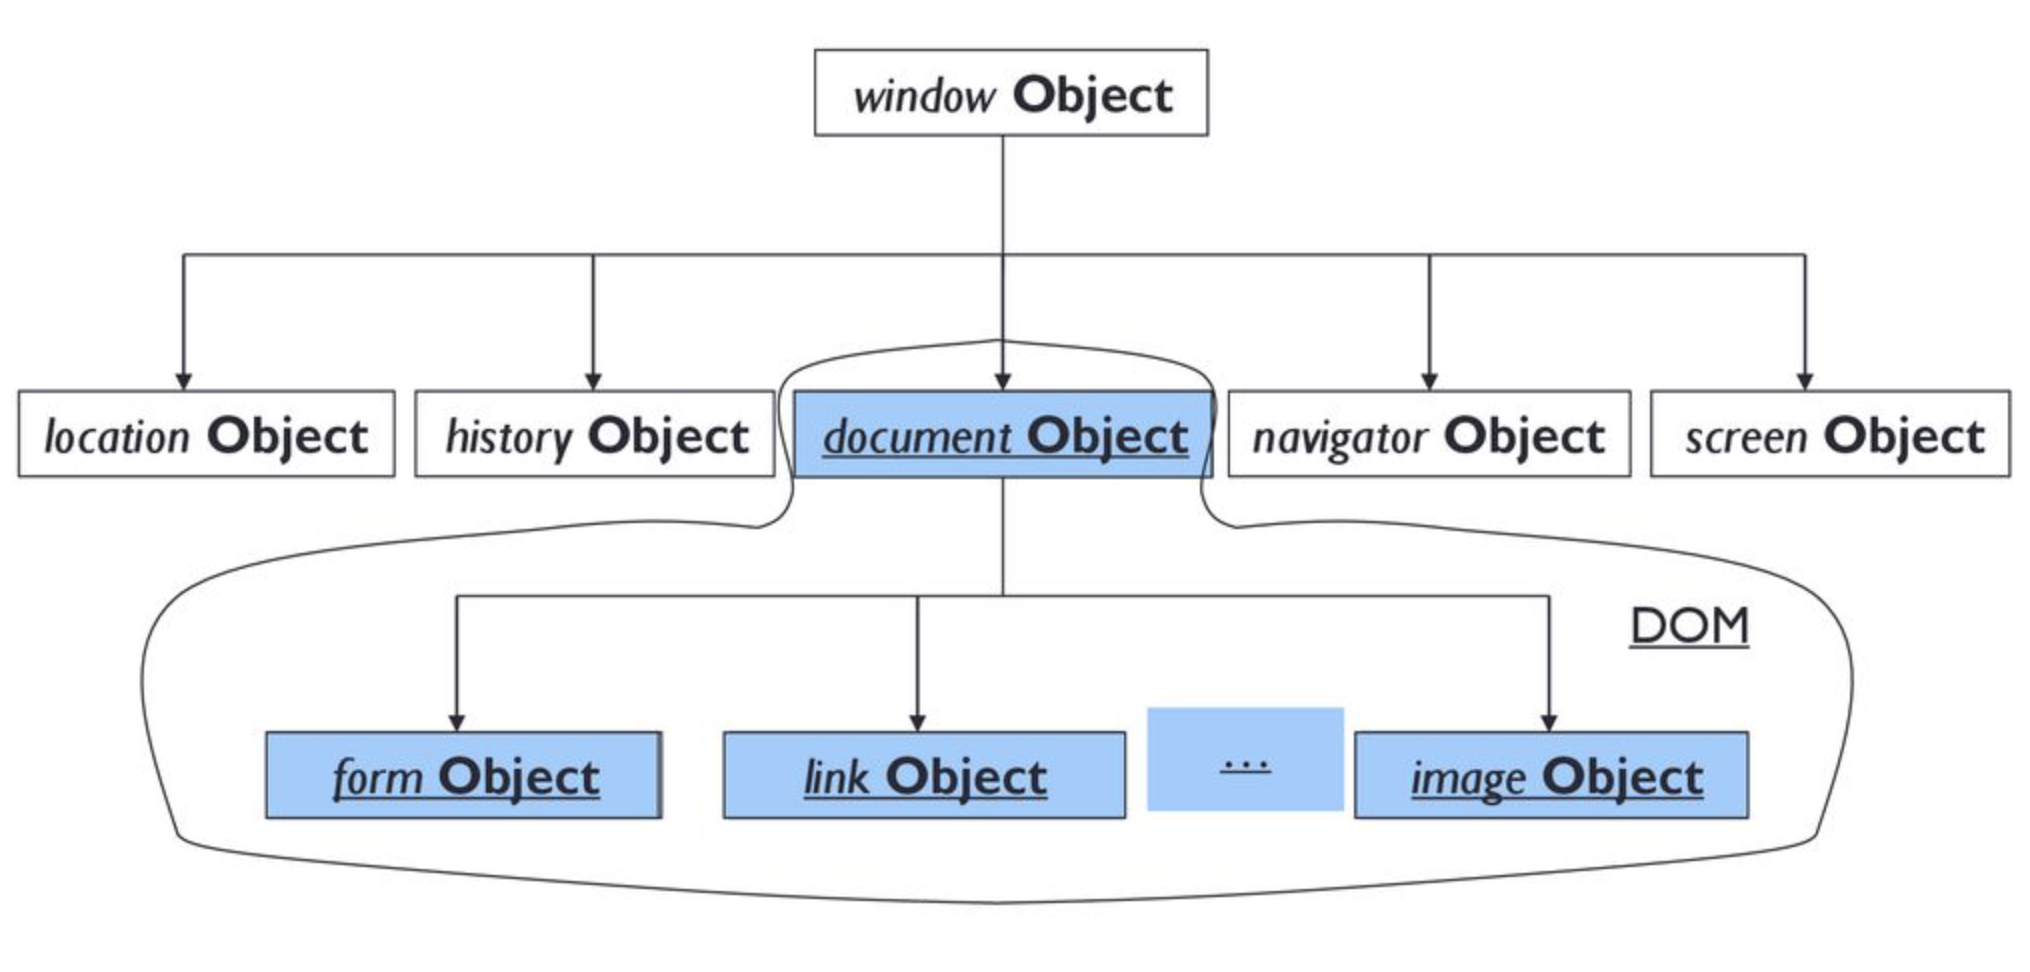 window Object
location Object
history Object
document Object
navigator Object
screen Object
DOM
form Object
link Object
...
image Object